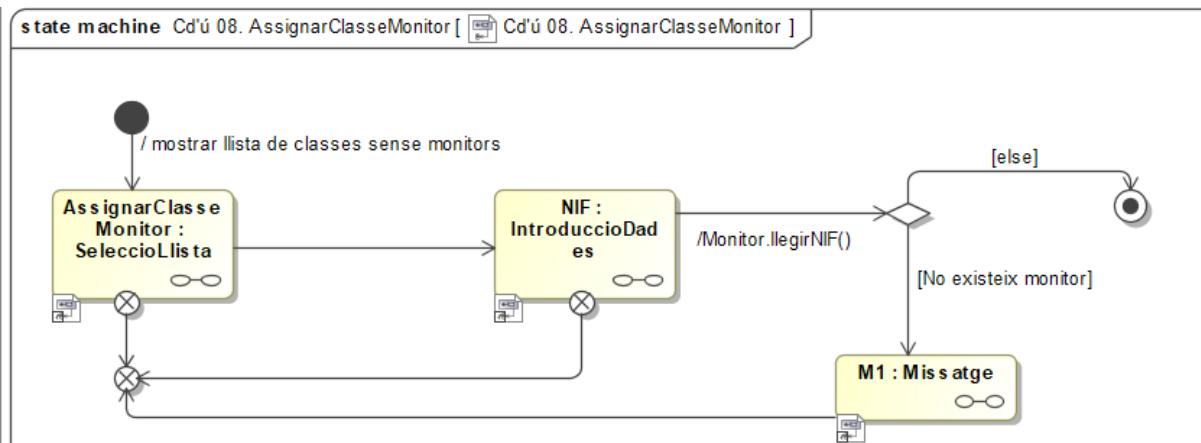 state machine Cd'ú 08. AssignarClasseMonitor [ Cd'ú 08. AssignarClasseMonitor ]
/ mostrar llista de classes sense monitors
[else]
AssignarClasse
Monitor :
SeleccioLlista
NIF :
IntroduccioDad
es
/Monitor.llegirNIF()
[No existeix monitor]
M1 : Missatge